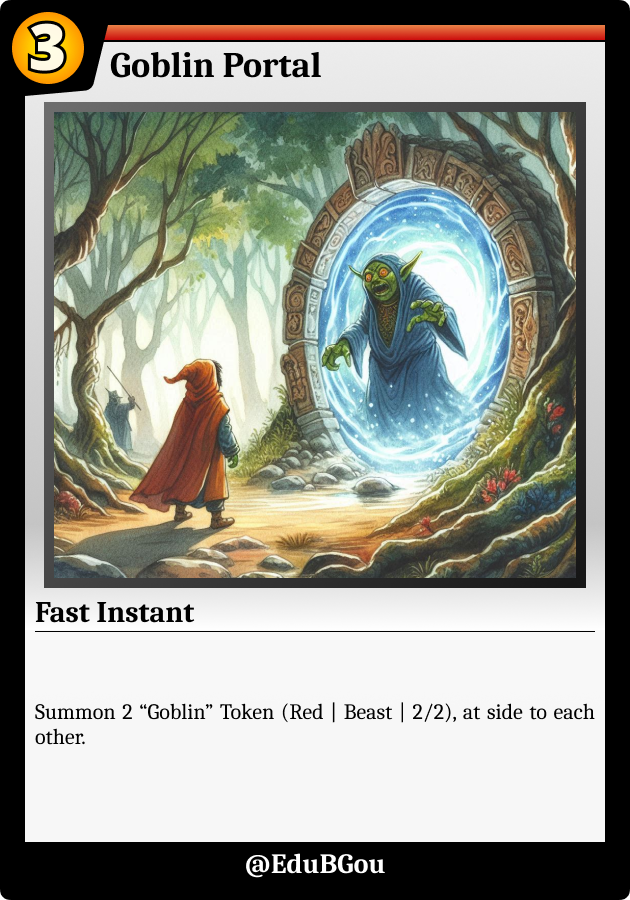 3
Goblin Portal
Fast Instant
Summon 2 “Goblin” Token (Red | Beast | 2/2), at side to each
other.
@EduBGou